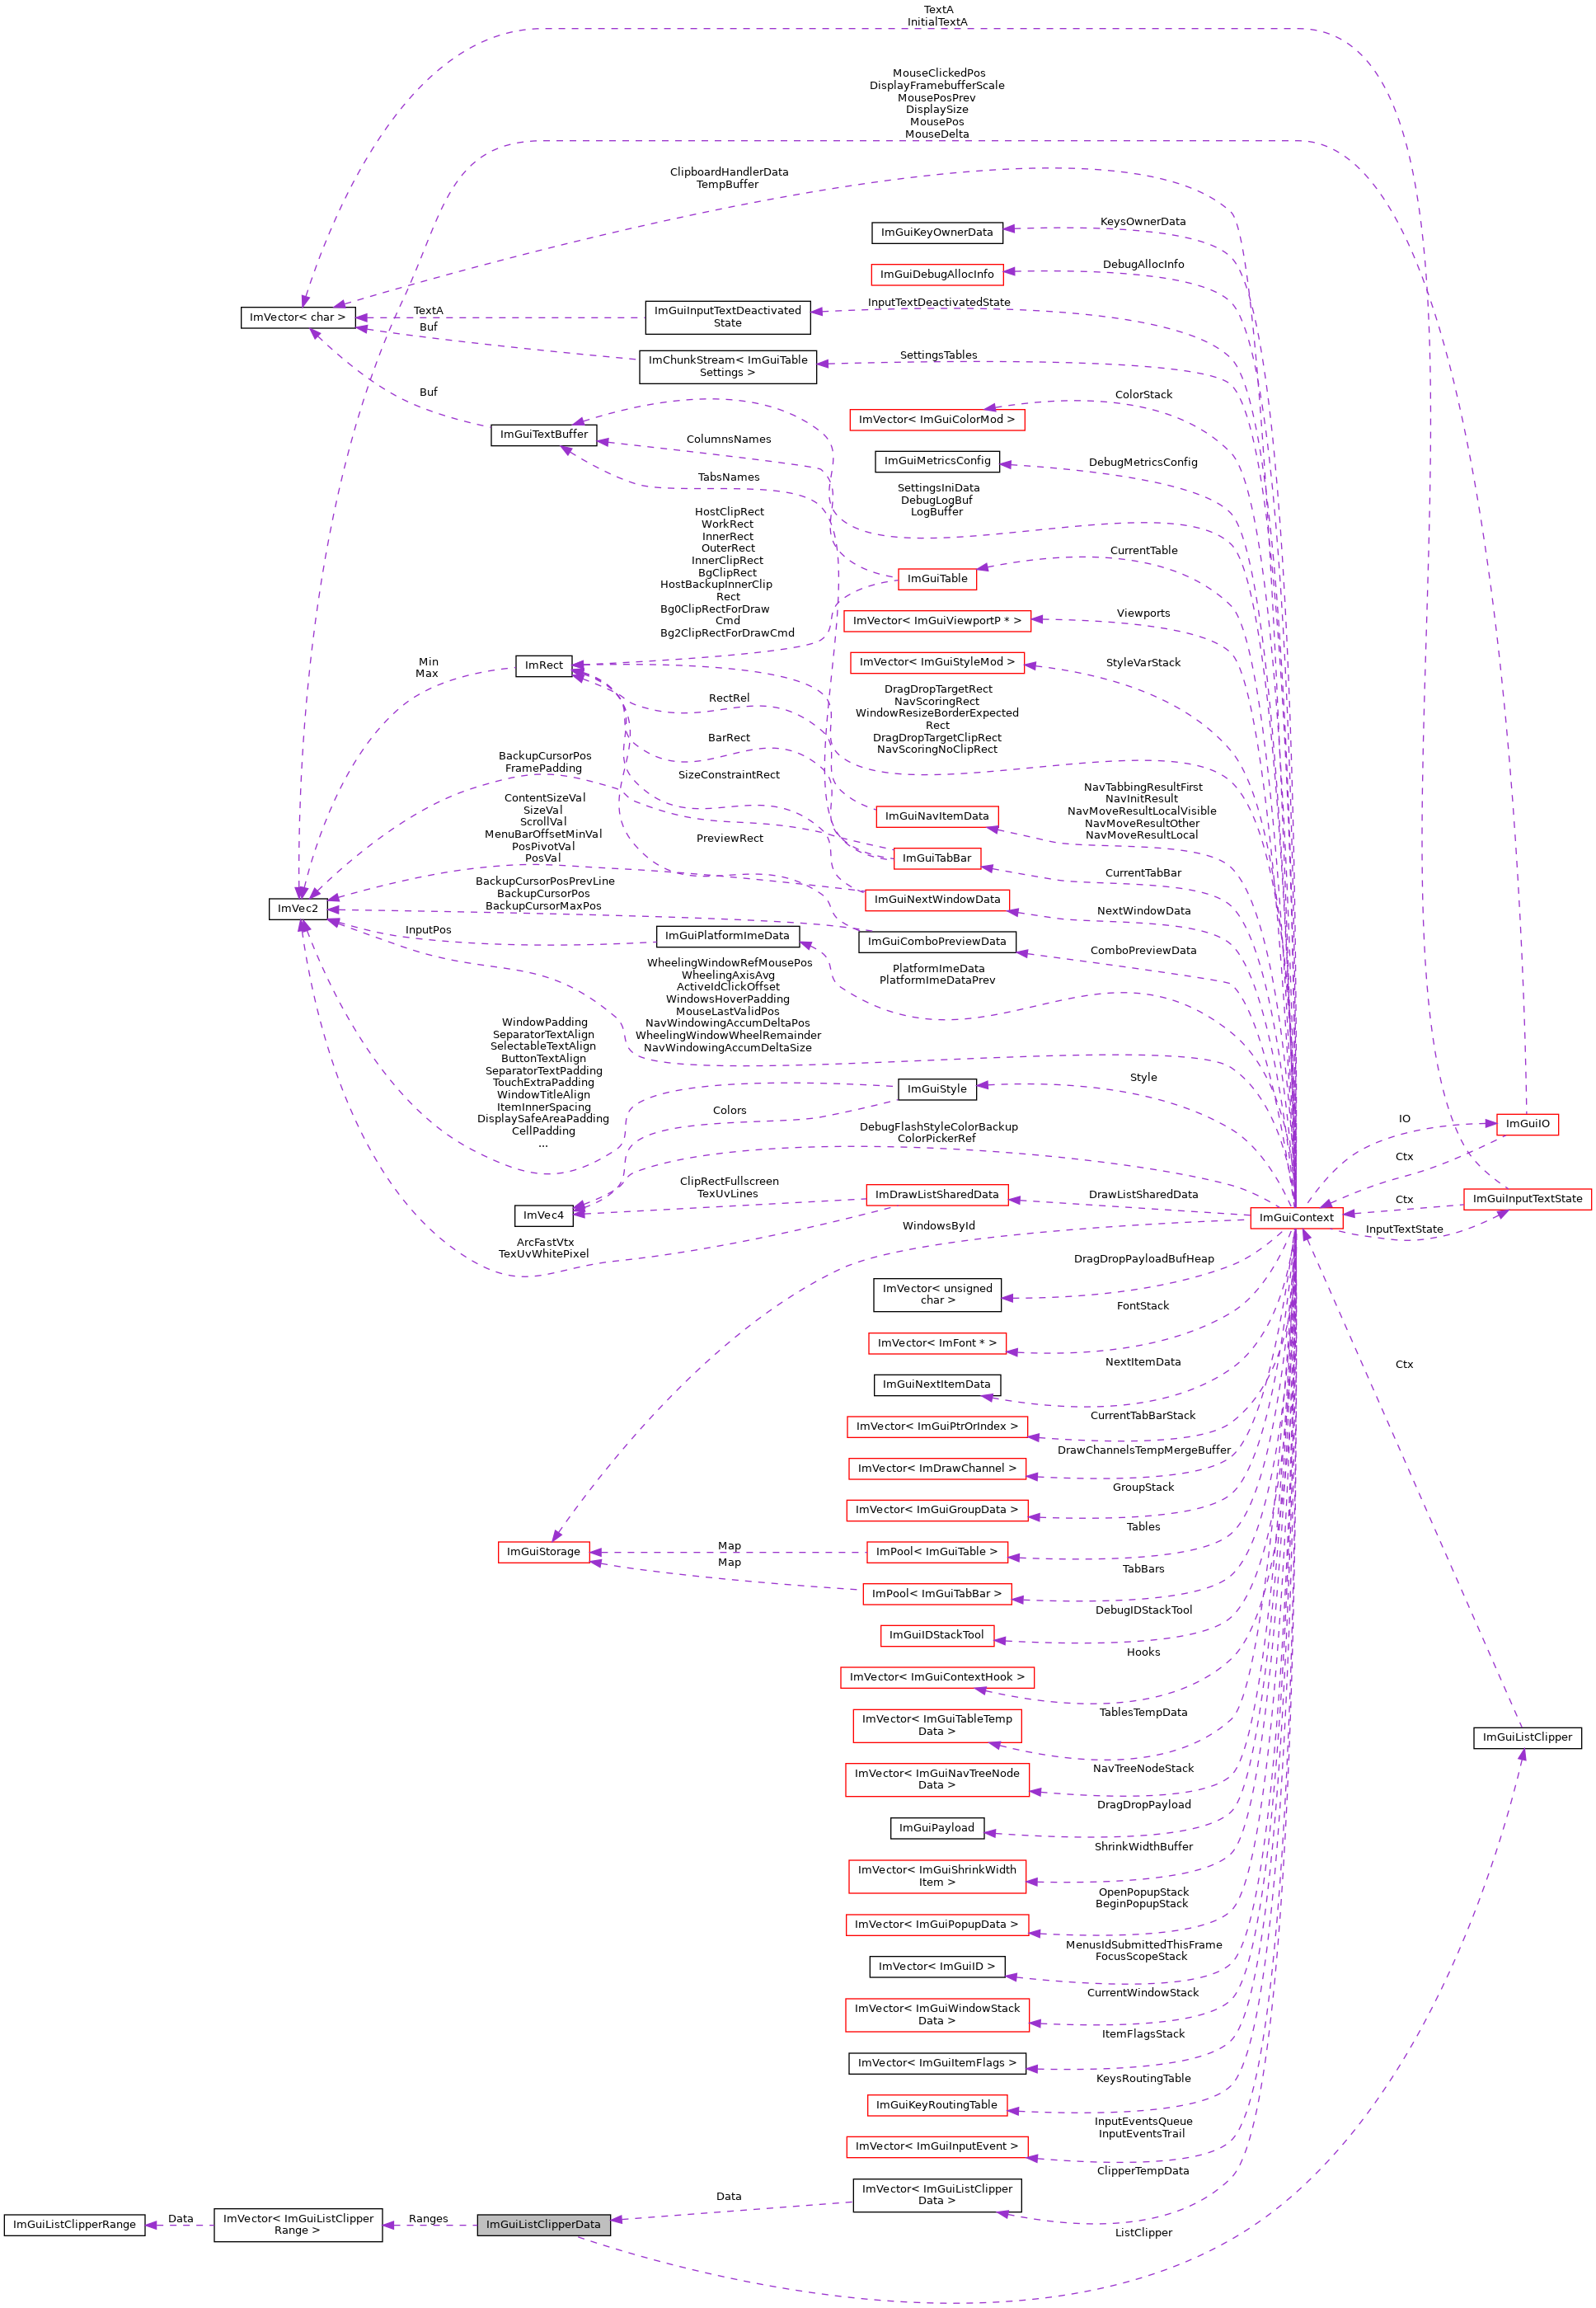 TextA
InitialTextA
MouseClickedPos
DisplayFramebufferScale
MousePosPrev
DisplaySize
MousePos
MouseDelta
ClipboardHandlerData
TempBuffer
KeysOwnerData
ImGuiKeyOwnerData
DebugAllocInfo
ImGuiDebugAllocInfo
InputTextDeactivatedState
ImGuiInputTextDeactivated
State
TextA
ImVector< char >
Buf
SettingsTables
ImChunkStream< ImGuiTable
Settings >
Buf
ColorStack
ImVector< ImGuiColorMod >
ImGuiTextBuffer
ColumnsNames
DebugMetricsConfig
ImGuiMetricsConfig
TabsNames
SettingsIniData
DebugLogBuf
LogBuffer
HostClipRect
WorkRect
InnerRect
OuterRect
InnerClipRect
BgClipRect
HostBackupInnerClip
Rect
Bg0ClipRectForDraw
Cmd
Bg2ClipRectForDrawCmd
CurrentTable
ImGuiTable
Viewports
ImVector< ImGuiViewportP * >
StyleVarStack
ImVector< ImGuiStyleMod >
Min
Max
ImRect
RectRel
DragDropTargetRect
NavScoringRect
WindowResizeBorderExpected
Rect
DragDropTargetClipRect
NavScoringNoClipRect
BarRect
BackupCursorPos
FramePadding
SizeConstraintRect
NavTabbingResultFirst
NavInitResult
NavMoveResultLocalVisible
NavMoveResultOther
NavMoveResultLocal
ImGuiNavItemData
ContentSizeVal
SizeVal
ScrollVal
MenuBarOffsetMinVal
PosPivotVal
PosVal
PreviewRect
ImGuiTabBar
CurrentTabBar
BackupCursorPosPrevLine
BackupCursorPos
BackupCursorMaxPos
ImGuiNextWindowData
NextWindowData
ImVec2
InputPos
ImGuiPlatformImeData
ImGuiComboPreviewData
ComboPreviewData
PlatformImeData
PlatformImeDataPrev
WheelingWindowRefMousePos
WheelingAxisAvg
ActiveIdClickOffset
WindowsHoverPadding
MouseLastValidPos
NavWindowingAccumDeltaPos
WheelingWindowWheelRemainder
NavWindowingAccumDeltaSize
WindowPadding
SeparatorTextAlign
SelectableTextAlign
ButtonTextAlign
SeparatorTextPadding
TouchExtraPadding
WindowTitleAlign
ItemInnerSpacing
DisplaySafeAreaPadding
CellPadding
...
Style
ImGuiStyle
Colors
DebugFlashStyleColorBackup
ColorPickerRef
IO
ImGuiIO
Ctx
ClipRectFullscreen
TexUvLines
ImDrawListSharedData
DrawListSharedData
Ctx
ImGuiInputTextState
ImVec4
ImGuiContext
WindowsById
InputTextState
ArcFastVtx
TexUvWhitePixel
DragDropPayloadBufHeap
ImVector< unsigned
char >
FontStack
ImVector< ImFont * >
NextItemData
Ctx
ImGuiNextItemData
CurrentTabBarStack
ImVector< ImGuiPtrOrIndex >
DrawChannelsTempMergeBuffer
ImVector< ImDrawChannel >
GroupStack
ImVector< ImGuiGroupData >
Tables
ImGuiStorage
Map
ImPool< ImGuiTable >
Map
TabBars
ImPool< ImGuiTabBar >
DebugIDStackTool
ImGuiIDStackTool
Hooks
ImVector< ImGuiContextHook >
TablesTempData
ImVector< ImGuiTableTemp
Data >
ImGuiListClipper
NavTreeNodeStack
ImVector< ImGuiNavTreeNode
Data >
DragDropPayload
ImGuiPayload
ShrinkWidthBuffer
ImVector< ImGuiShrinkWidth
Item >
OpenPopupStack
BeginPopupStack
ImVector< ImGuiPopupData >
MenusIdSubmittedThisFrame
FocusScopeStack
ImVector< ImGuiID >
CurrentWindowStack
ImVector< ImGuiWindowStack
Data >
ItemFlagsStack
ImVector< ImGuiItemFlags >
KeysRoutingTable
ImGuiKeyRoutingTable
InputEventsQueue
InputEventsTrail
ImVector< ImGuiInputEvent >
ClipperTempData
ImVector< ImGuiListClipper
Data >
Data
ImGuiListClipperRange
Data
ImVector< ImGuiListClipper
Range >
Ranges
ImGuiListClipperData
ListClipper